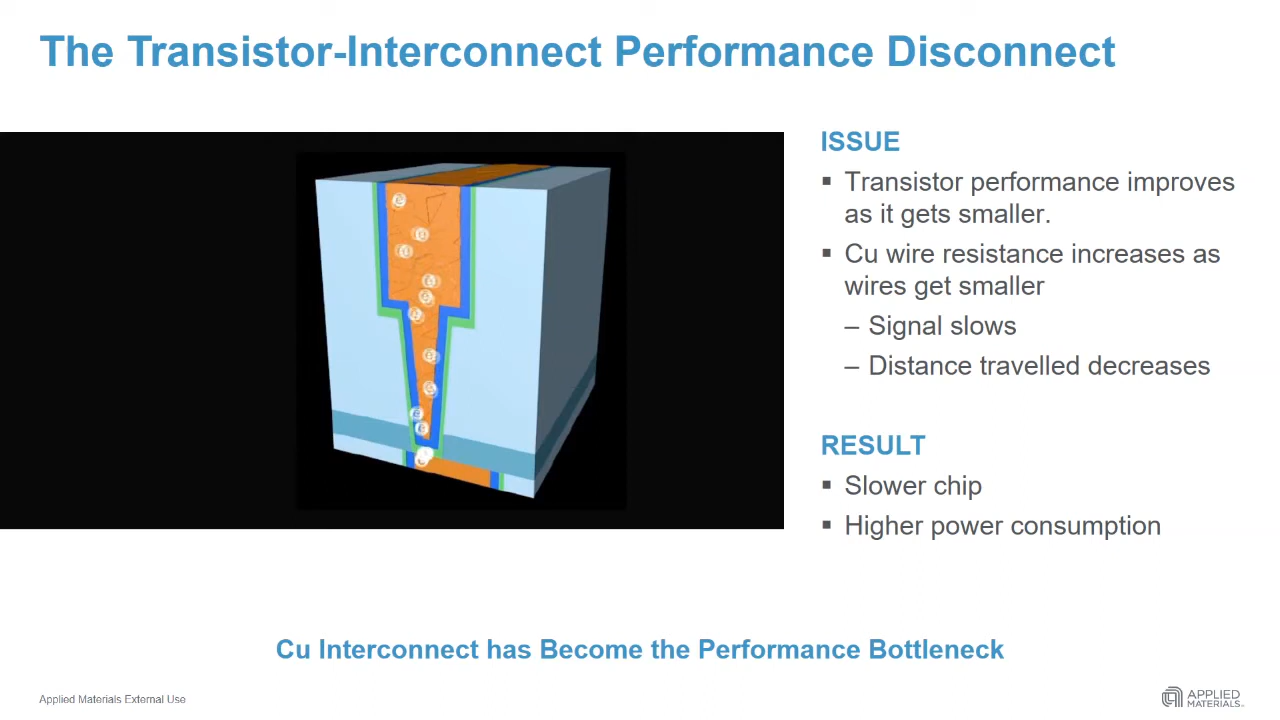 The Transistor-Interconnect Performance Disconnect
ISSUE
▪ Transistor performance improves
as it gets smaller.
▪ Cu wire resistance increases as
wires get smaller
– Signal slows
– Distance travelled decreases
RESULT
▪ Slower chip
▪ Higher power consumption
Cu Interconnect has Become the Performance Bottleneck
Applied Materials External Use
APPLIED
MATERIALS